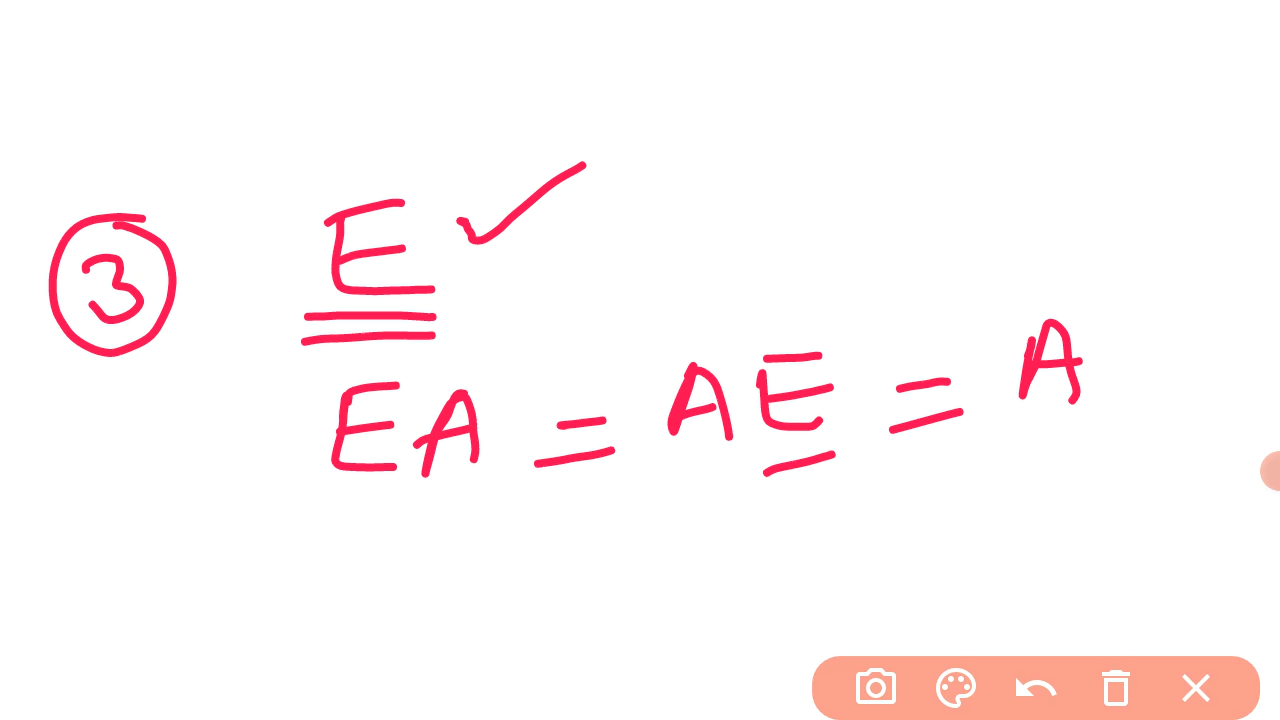 3 E ✓
EA = AE = A